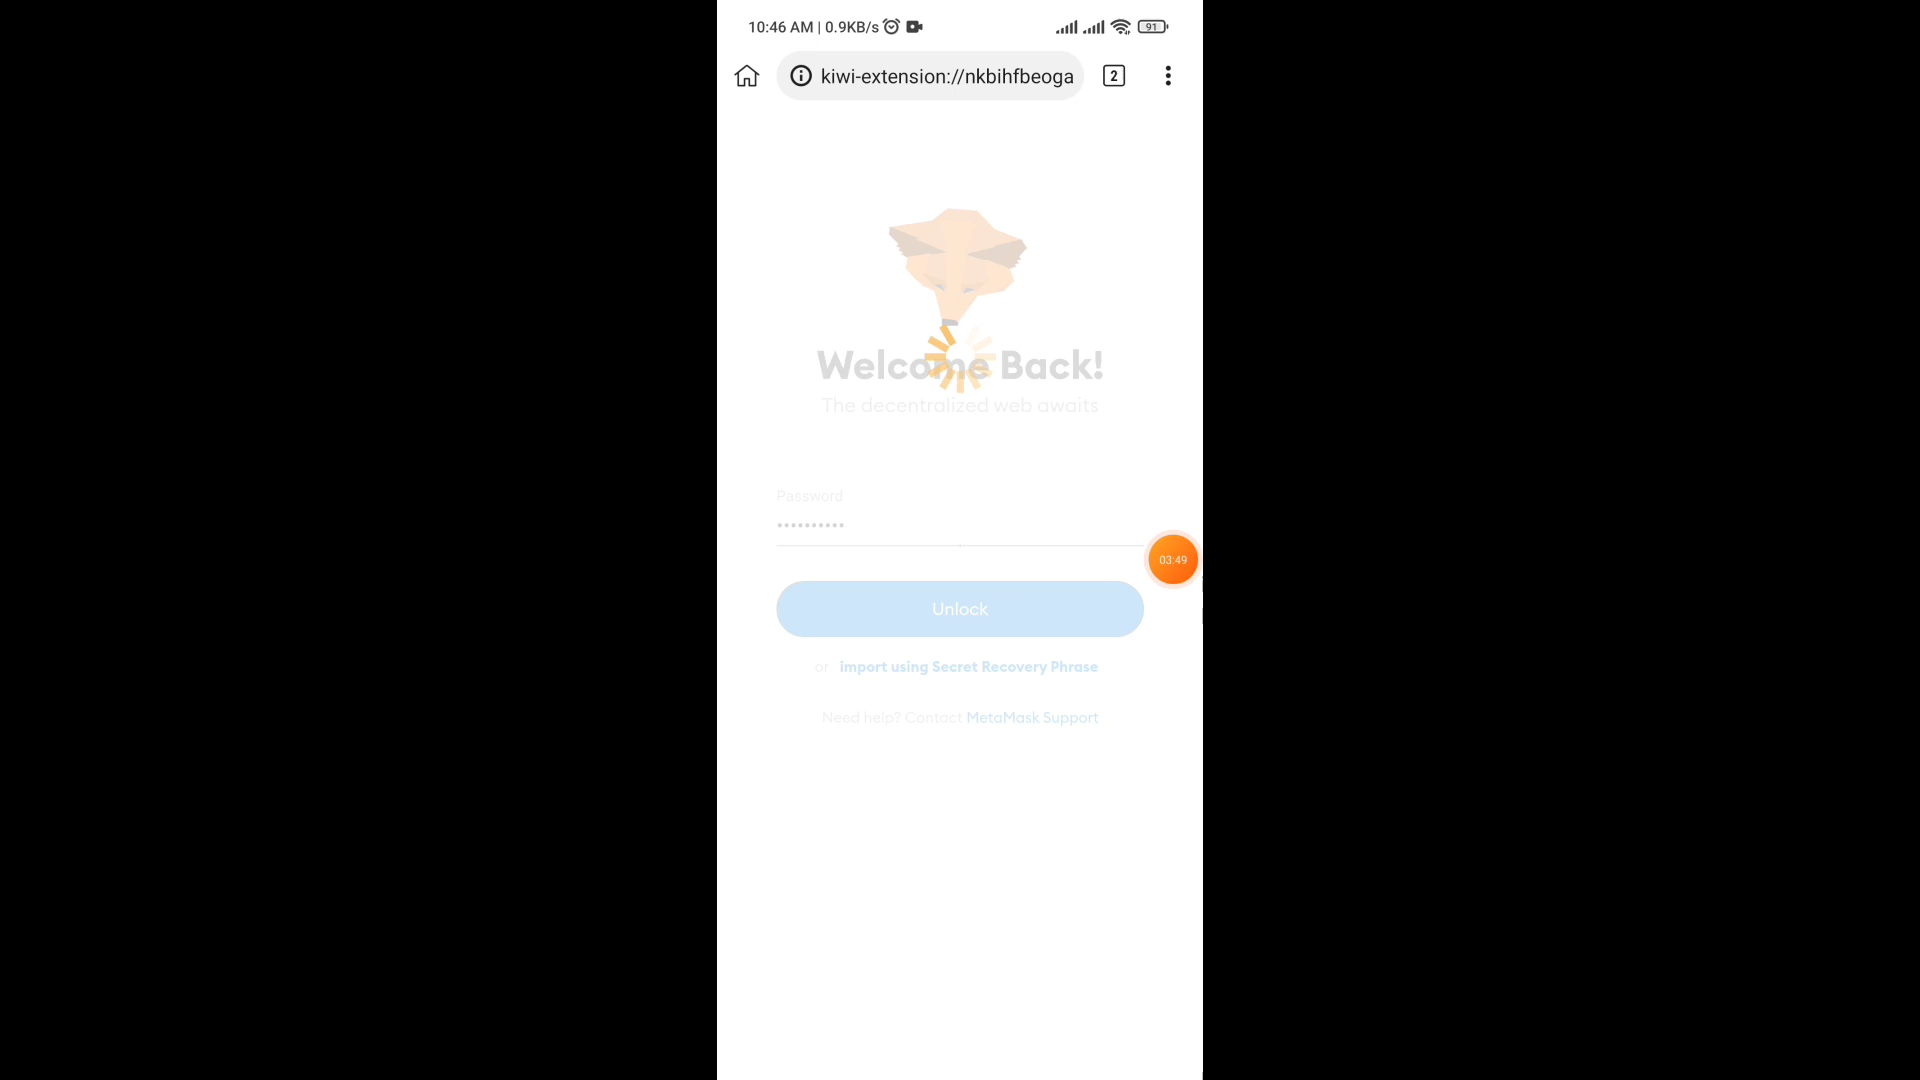 10:46 AM | 0.9KB/s 91
kiwi-extension://nkbihfbeoga 2
Welcome Back!
The decentralized web awaits
Password
••••••••••
03:49
Unlock
or import using Secret Recovery Phrase
Need help? Contact MetaMask Support